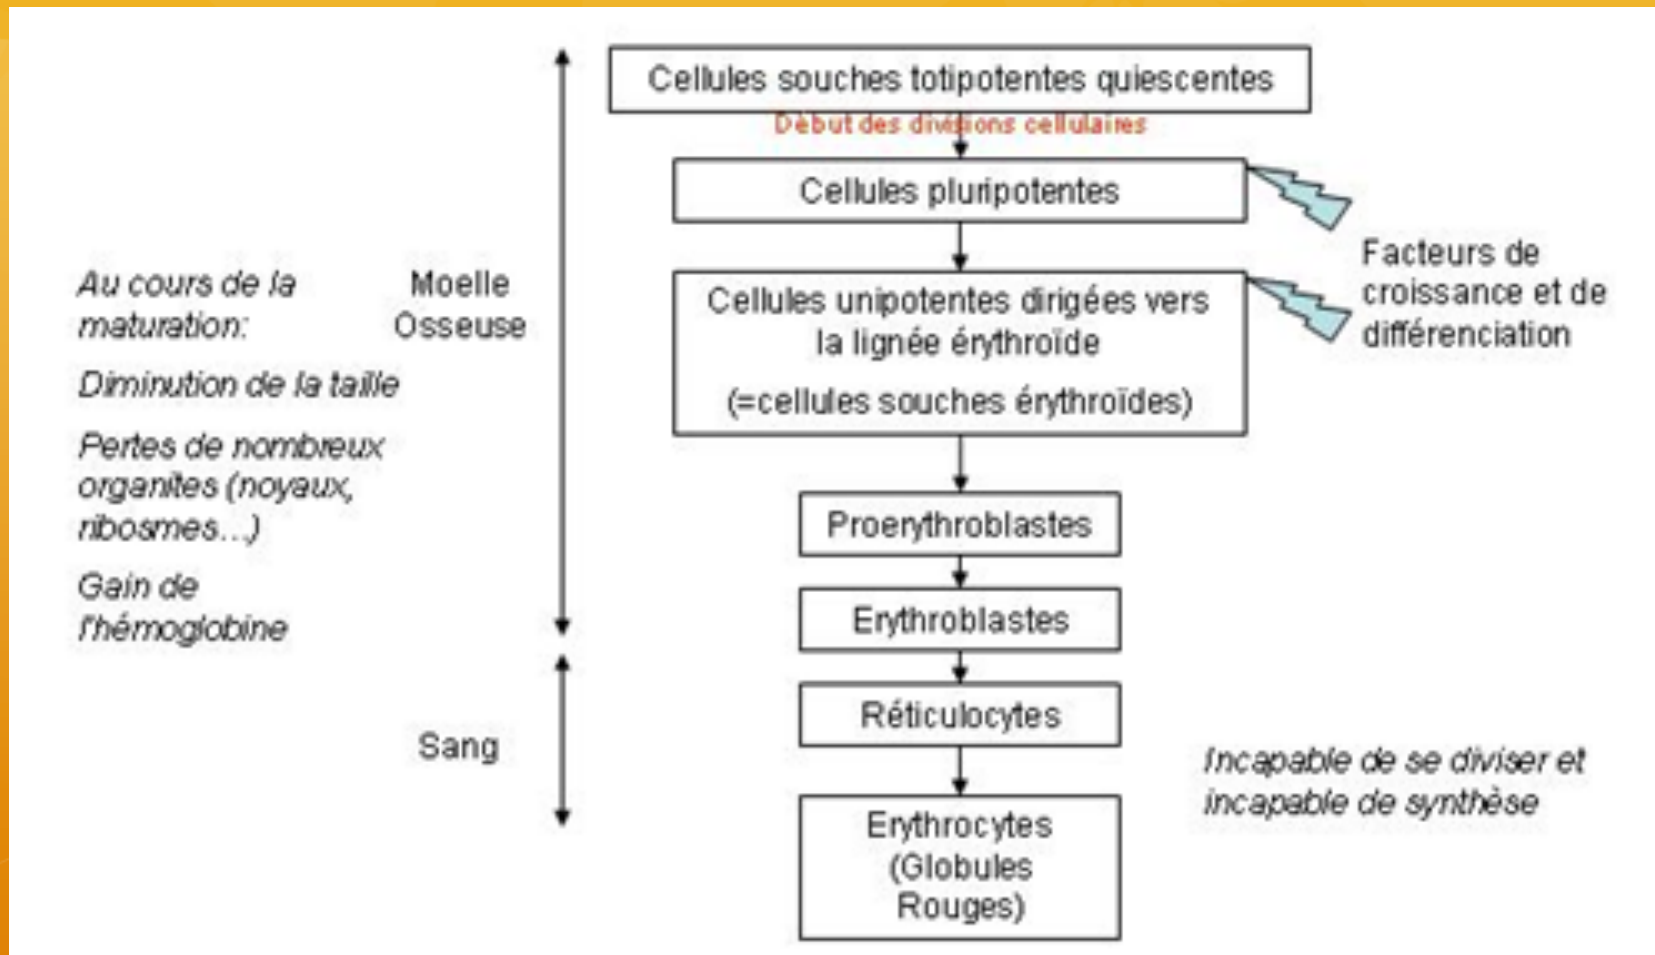 Cellules souches totipotentes quiescentes
Début des divisions cellulaires
Cellules pluripotentes
Facteurs de
croissance et de
différenciation
Cellules unipotentes dirigées vers
la lignée érythroïde
(=cellules souches érythroïdes)
Au cours de la
maturation:
Moelle
Osseuse
Diminution de la taille
Pertes de nombreux
organites (noyaux,
ribosmes...)
Gain de
l'hémoglobine
Proerythroblastes
Erythroblastes
Réticulocytes
Sang
Incapable de se diviser et
incapable de synthèse
Erythrocytes
(Globules
Rouges)